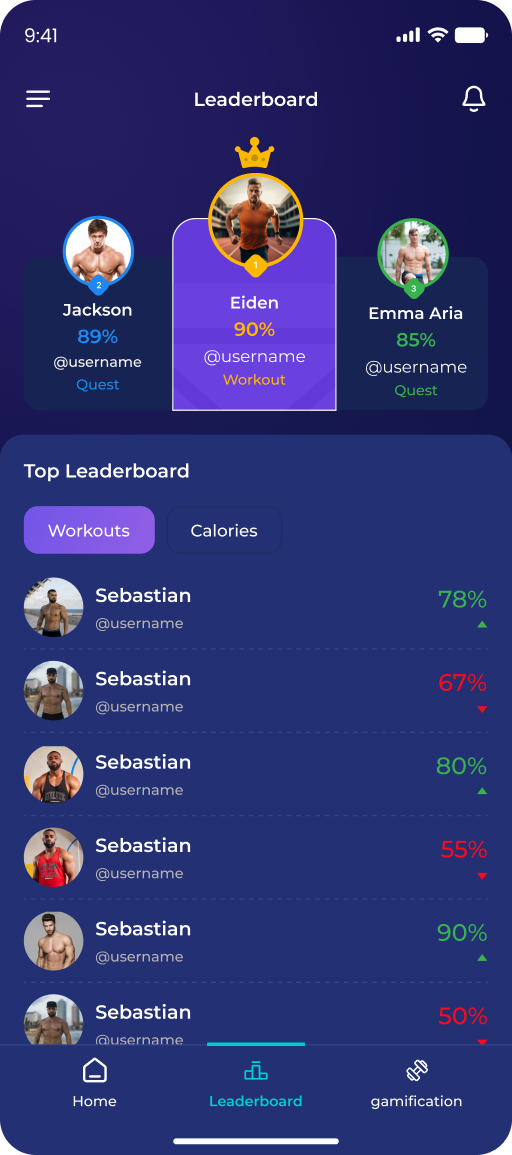 9:41
Leaderboard
1
2
3
Jackson
89%
@username
Quest
Eiden
90%
@username
Workout
Emma Aria
85%
@username
Quest
Top Leaderboard
Workouts
Calories
Sebastian
78%
@username
Sebastian
67%
@username
Sebastian
80%
@username
Sebastian
55%
@username
Sebastian
90%
@username
Sebastian
50%
@username
Home
Leaderboard
gamification